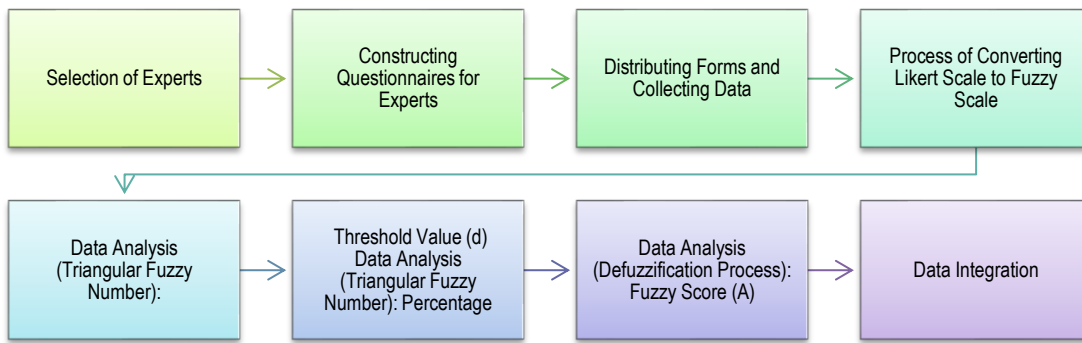 Selection of Experts
Constructing
Questionnaires for
Experts
Distributing Forms and
Collecting Data
Process of Converting
Likert Scale to Fuzzy
Scale
Data Analysis
(Triangular Fuzzy
Number):
Threshold Value (d)
Data Analysis
(Triangular Fuzzy
Number): Percentage
Data Analysis
(Defuzzification Process):
Fuzzy Score (A)
Data Integration